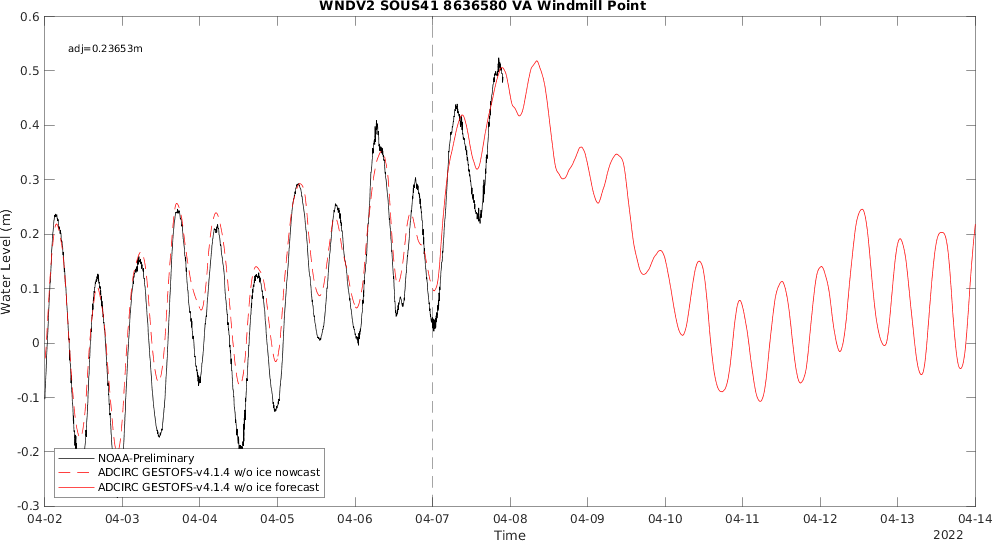 WNDV2 SOUS41 8636580 VA Windmill Point
adj=0.23653m
0.6
0.5
0.4
0.3
0.2
0.1
0
-0.1
-0.2
-0.3
Water Level (m)
NOAA-Preliminary
ADCIRC GESTOFS-v4.1.4 w/o ice nowcast
ADCIRC GESTOFS-v4.1.4 w/o ice forecast
04-02 04-03 04-04 04-05 04-06 04-07 04-08 04-09 04-10 04-11 04-12 04-13 04-14
Time
2022